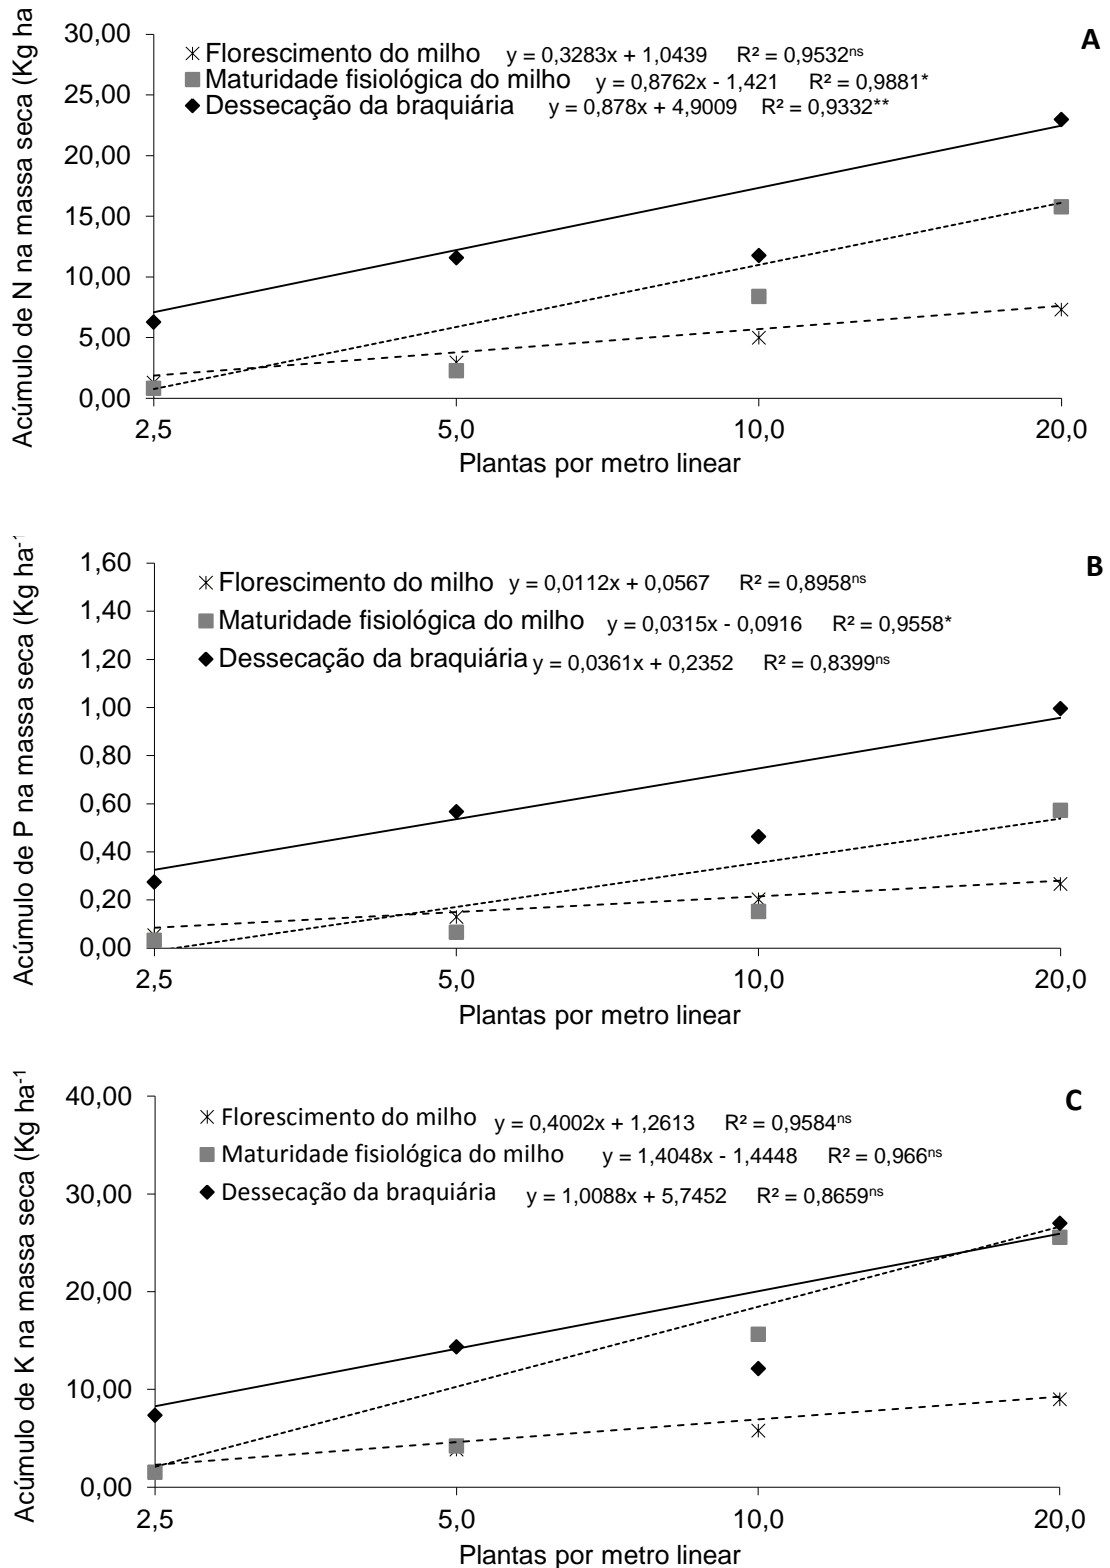 A
Acúmulo de N na massa seca (Kg ha
30,00
25,00
20,00
15,00
10,00
5,00
0,00
Florescimento do milho y = 0,3283x + 1,0439 R² = 0,9532ns
Maturidade fisiológica do milho y = 0,8762x - 1,421 R² = 0,9881*
Dessecação da braquiária y = 0,878x + 4,9009 R² = 0,9332**
2,5 5,0 10,0 20,0
Plantas por metro linear
B
Acúmulo de P na massa seca (Kg ha-1
1,60
1,40
1,20
1,00
0,80
0,60
0,40
0,20
0,00
Florescimento do milho y = 0,0112x + 0,0567 R² = 0,8958ns
Maturidade fisiológica do milho y = 0,0315x - 0,0916 R² = 0,9558*
Dessecação da braquiária y = 0,0361x + 0,2352 R² = 0,8399ns
2,5 5,0 10,0 20,0
Plantas por metro linear
C
Acúmulo de K na massa seca (Kg ha-1
40,00
30,00
20,00
10,00
0,00
Florescimento do milho y = 0,4002x + 1,2613 R² = 0,9584ns
Maturidade fisiológica do milho y = 1,4048x - 1,4448 R² = 0,966ns
Dessecação da braquiária y = 1,0088x + 5,7452 R² = 0,8659ns
2,5 5,0 10,0 20,0
Plantas por metro linear